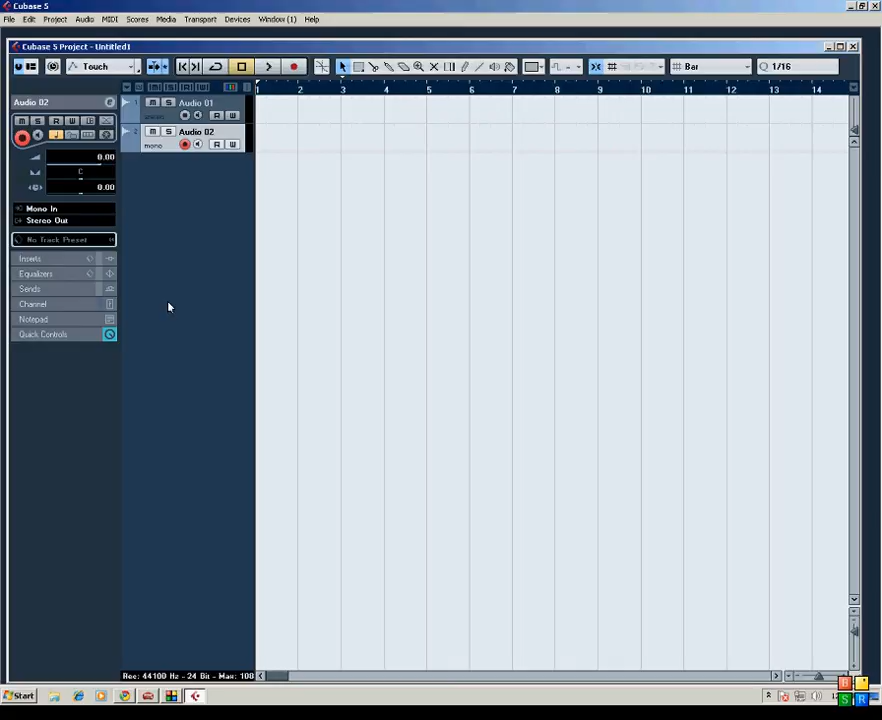 Cubase 5
File Edit Project Audio MIDI Scores Media Transport Devices Window (1) Help
Cubase 5 Project - Untitled1
Touch
Bar
1/16
Audio 02
1 2 3 4 5 6 7 8 9 10 11 12 13 14
1 M S Audio 01
R W
2 M S Audio 02
mono R W
M S R W
0.00
C
0.00
Mono In
Stereo Out
No Track Preset
Inserts
Equalizers
Sends
Channel
Notepad
Quick Controls
Rec: 44100 Hz - 24 Bit - Max: 108
Start
B
S R